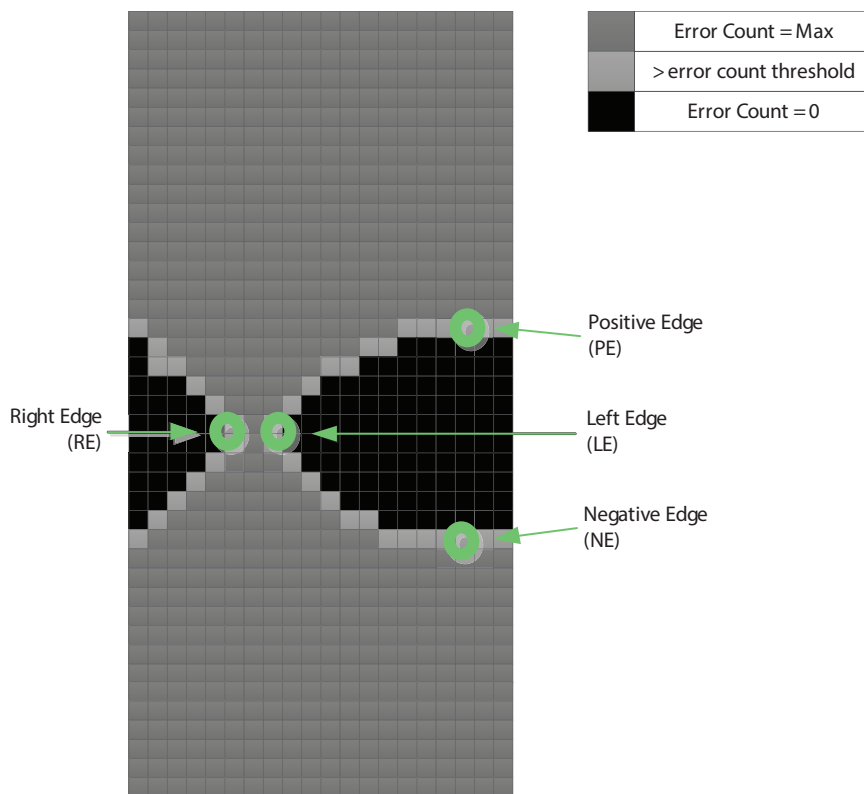 Error Count = Max
> error count threshold
Error Count = 0
Positive Edge
(PE)
Right Edge
(RE)
Left Edge
(LE)
Negative Edge
(NE)